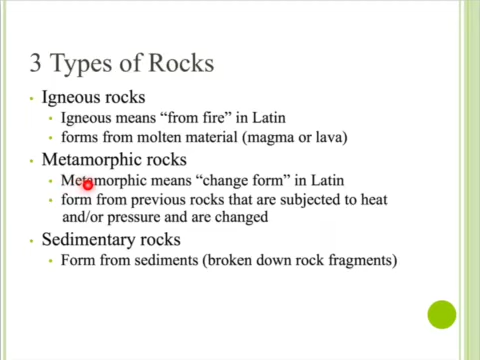 3 Types of Rocks
• Igneous rocks
• Igneous means “from fire” in Latin
• forms from molten material (magma or lava)
• Metamorphic rocks
• Metamorphic means “change form” in Latin
• form from previous rocks that are subjected to heat
and/or pressure and are changed
• Sedimentary rocks
• Form from sediments (broken down rock fragments)